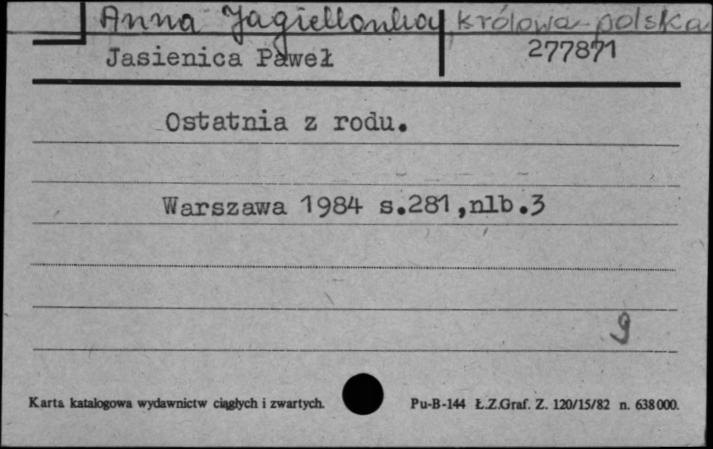 Anna Jagiellonka królowa polska
Jasienica Paweł 277871
Ostatnia z rodu.
Warszawa 1984 s.281,nlb.3
9
Karta katalogowa wydawnictw ciągłych i zwartych. Pu-B-144 Ł.Z.Graf. Z. 120/15/82 n. 638000.